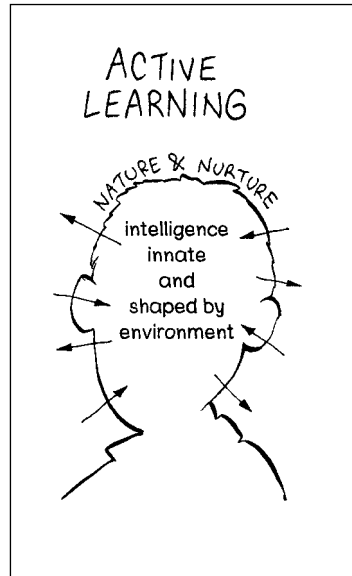 ACTIVE
LEARNING
NATURE & NURTURE
intelligence
innate
and
shaped by
environment